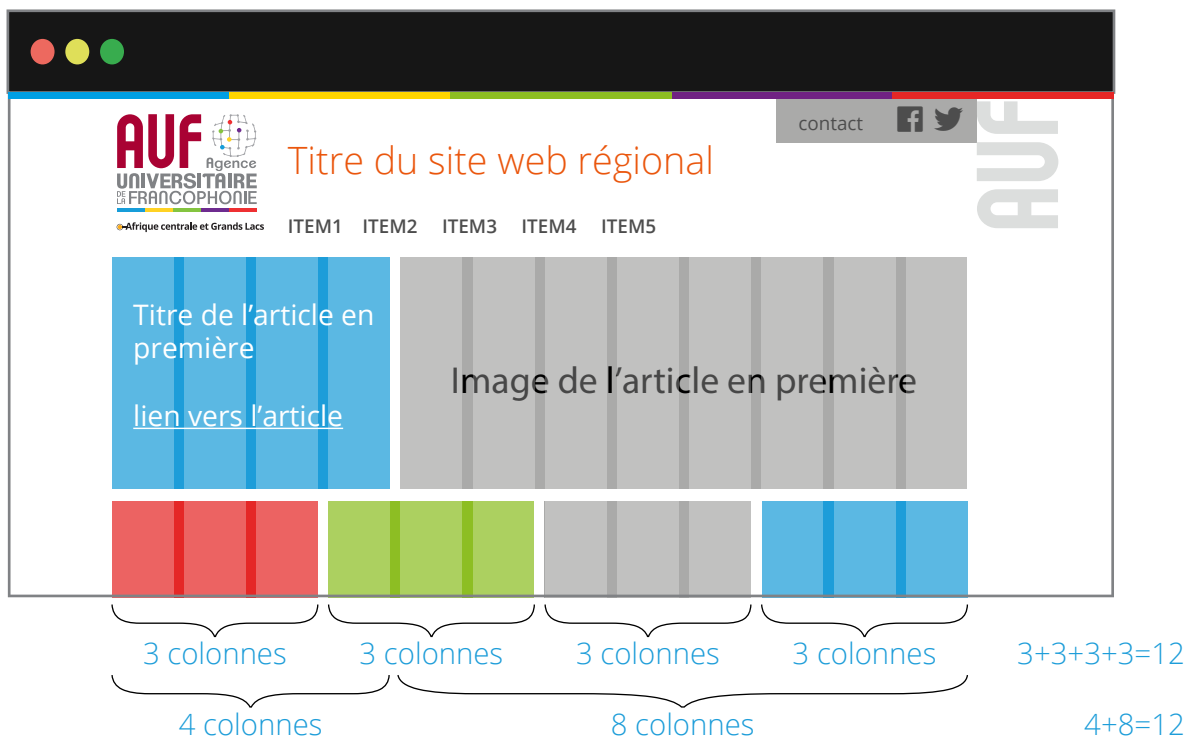 contact
AUF
AUF
Agence
UNIVERSITAIRE
DE LA FRANCOPHONIE
Afrique centrale et Grands Lacs
Titre du site web régional
ITEM1 ITEM2 ITEM3 ITEM4 ITEM5
Titre de l’article en
première
lien vers l’article
Image de l’article en première
3 colonnes 3 colonnes 3 colonnes 3 colonnes 3+3+3+3=12
4 colonnes 8 colonnes 4+8=12